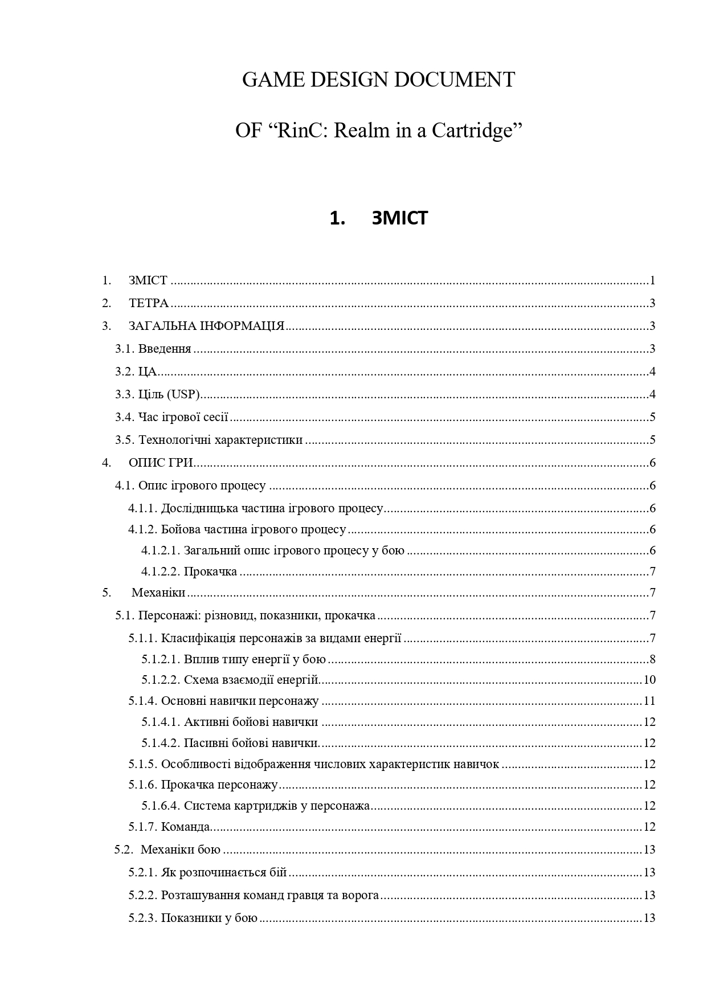 GAME DESIGN DOCUMENT
OF “RinC: Realm in a Cartridge”
1. ЗМІСТ
1. ЗМІСТ ........................................................ 1
2. ТЕТРА ........................................................ 3
3. ЗАГАЛЬНА ІНФОРМАЦІЯ ........................................................ 3
3.1. Введення ........................................................ 3
3.2. ЦА ........................................................ 4
3.3. Ціль (USP) ........................................................ 4
3.4. Час ігрової сесії ........................................................ 5
3.5. Технологічні характеристики ........................................................ 5
4. ОПИС ГРИ ........................................................ 6
4.1. Опис ігрового процесу ........................................................ 6
4.1.1. Дослідницька частина ігрового процесу ........................................................ 6
4.1.2. Бойова частина ігрового процесу ........................................................ 6
4.1.2.1. Загальний опис ігрового процесу у бою ........................................................ 6
4.1.2.2. Прокачка ........................................................ 7
5. Механіки ........................................................ 7
5.1. Персонажі: різновид, показники, прокачка ........................................................ 7
5.1.1. Класифікація персонажів за видами енергії ........................................................ 7
5.1.2.1. Вплив типу енергії у бою ........................................................ 8
5.1.2.2. Схема взаємодії енергій ........................................................ 10
5.1.4. Основні навички персонажу ........................................................ 11
5.1.4.1. Активні бойові навички ........................................................ 12
5.1.4.2. Пасивні бойові навички. ........................................................ 12
5.1.5. Особливості відображення числових характеристик навичок ........................................................ 12
5.1.6. Прокачка персонажу ........................................................ 12
5.1.6.4. Система картриджів у персонажа ........................................................ 12
5.1.7. Команда ........................................................ 12
5.2. Механіки бою ........................................................ 13
5.2.1. Як розпочинається бій ........................................................ 13
5.2.2. Розташування команд гравця та ворога ........................................................ 13
5.2.3. Показники у бою ........................................................ 13